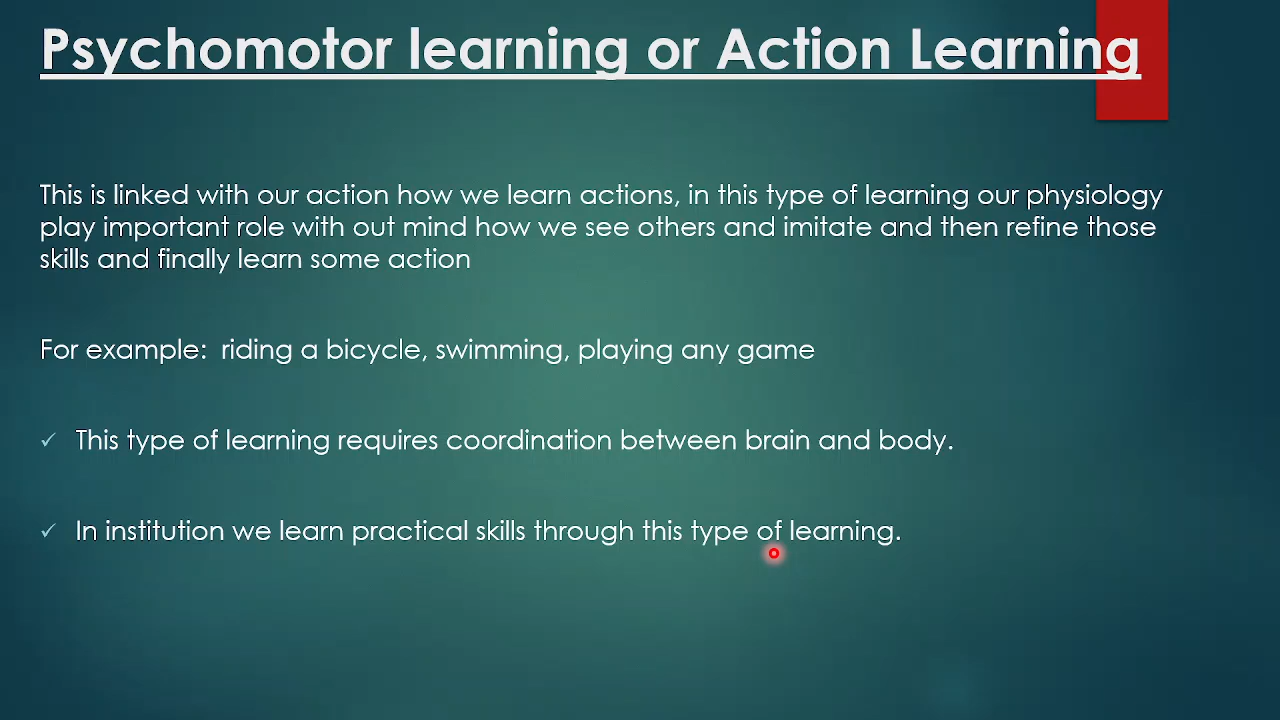 Psychomotor learning or Action Learning
This is linked with our action how we learn actions, in this type of learning our physiology
play important role with out mind how we see others and imitate and then refine those
skills and finally learn some action
For example:  riding a bicycle, swimming, playing any game
✓ This type of learning requires coordination between brain and body.
✓ In institution we learn practical skills through this type of learning.